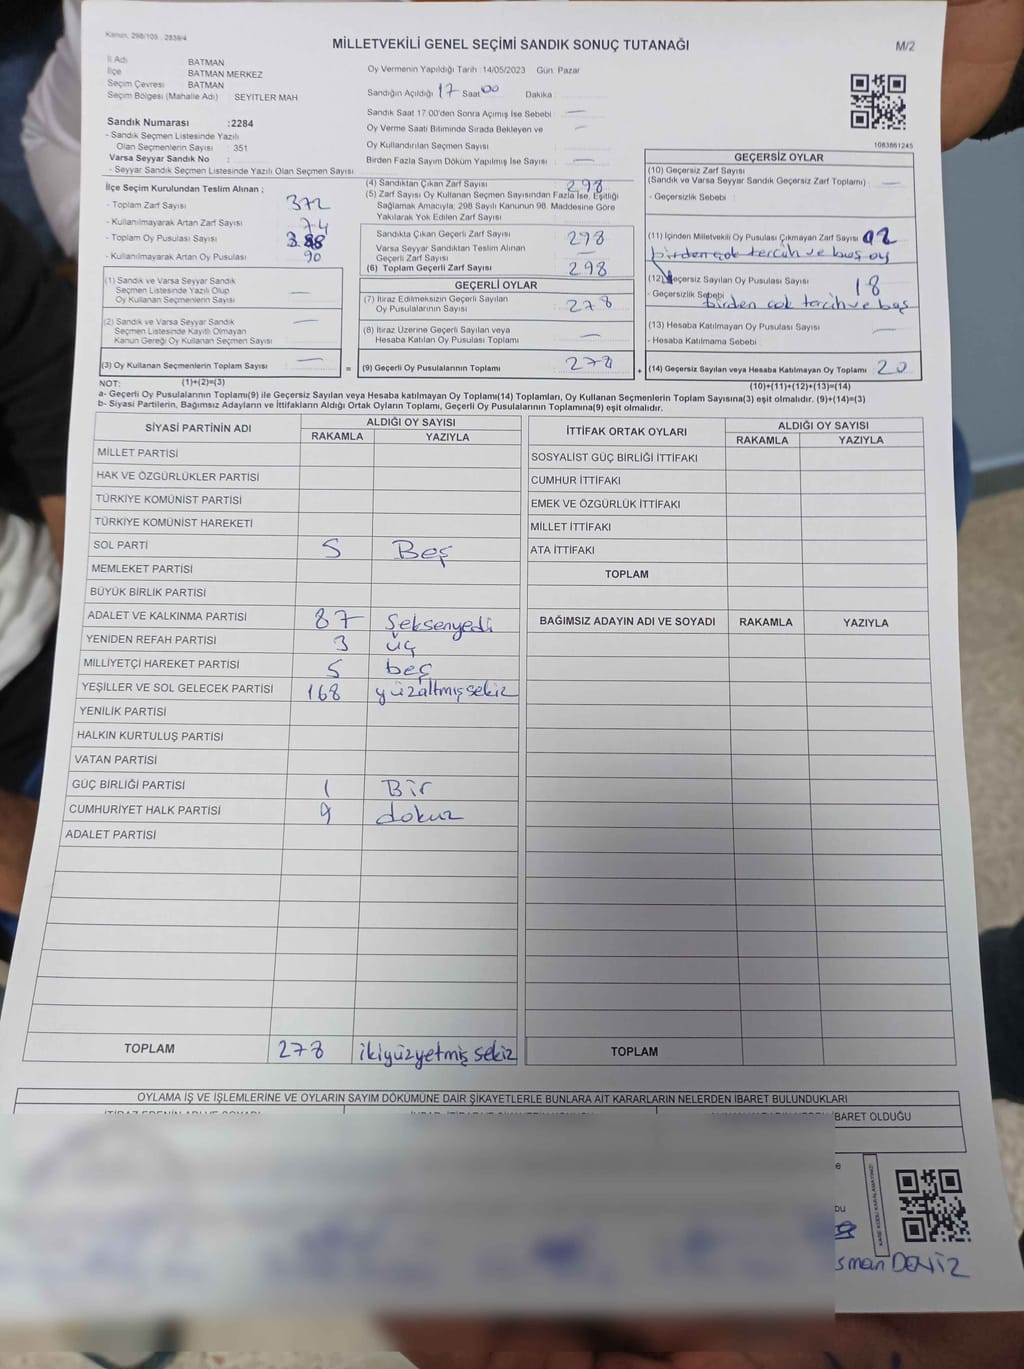 Kanun, 298/105 , 2839/4
MİLLETVEKİLİ GENEL SEÇİMİ SANDIK SONUÇ TUTANAĞI
M/2
İl Adı BATMAN
İlçe BATMAN MERKEZ
Seçim Çevresi BATMAN
Seçim Bölgesi (Mahalle Adı) SEYİTLER MAH
Oy Vermenin Yapıldığı Tarih 14/05/2023 Gün Pazar
Sandığın Açıldığı 17 Saat 00 Dakika
Sandık Saat 17.00'den Sonra Açımış İse Sebebi —
Oy Verme Saati Bitiminde Sırada Bekleyen ve —
Oy Kullandırılan Seçmen Sayısı
Birden Fazla Sayım Döküm Yapılmış İse Sayısı —
1083861245
Sandık Numarası :2284
- Sandık Seçmen Listesinde Yazılı
Olan Seçmenlerin Sayısı : 351
Varsa Seyyar Sandık No :
- Seyyar Sandık Seçmen Listesinde Yazılı Olan Seçmen Sayısı
İlçe Seçim Kurulundan Teslim Alınan ;
- Toplam Zarf Sayısı 372
- Kullanılmayarak Artan Zarf Sayısı 74
- Toplam Oy Pusulası Sayısı 388
- Kullanılmayarak Artan Oy Pusulası 90
(1) Sandık ve Varsa Seyyar Sandık
Seçmen Listesinde Yazılı Olup
Oy Kullanan Seçmenlerin Sayısı —
(2) Sandık ve Varsa Seyyar Sandık
Seçmen Listesinde Kayıtlı Olmayan
Kanun Gereği Oy Kullanan Seçmen Sayısı —
(3) Oy Kullanan Seçmenlerin Toplam Sayısı —
(4) Sandıktan Çıkan Zarf Sayısı 298
(5) Zarf Sayısı Oy Kullanan Seçmen Sayısından Fazla İse, Eşitliği
Sağlamak Amacıyla, 298 Sayılı Kanunun 98. Maddesine Göre
Yakılarak Yok Edilen Zarf Sayısı —
Sandıkta Çıkan Geçerli Zarf Sayısı 298
Varsa Seyyar Sandıktan Teslim Alınan
Geçerli Zarf Sayısı —
(6) Toplam Geçerli Zarf Sayısı 298
GEÇERLİ OYLAR
(7) İtiraz Edilmeksizin Geçerli Sayılan
Oy Pusulalarının Sayısı 278
(8) İtiraz Üzerine Geçerli Sayılan veya
Hesaba Katılan Oy Pusulası Toplamı —
= (9) Geçerli Oy Pusulalarının Toplamı 278
GEÇERSİZ OYLAR
(10) Geçersiz Zarf Sayısı
(Sandık ve Varsa Seyyar Sandık Geçersiz Zarf Toplamı) —
- Geçersizlik Sebebi
(11) İçinden Milletvekili Oy Pusulası Çıkmayan Zarf Sayısı 02
birden çok tercih ve buş oy
(12) Geçersiz Sayılan Oy Pusulası Sayısı 18
- Geçersizlik Sebebi birden çok tercih ve baş
(13) Hesaba Katılmayan Oy Pusulası Sayısı —
- Hesaba Katılmama Sebebi
+ (14) Geçersiz Sayılan veya Hesaba Katılmayan Oy Toplamı 20
NOT: (1)+(2)=(3)
(10)+(11)+(12)+(13)=(14)
a- Geçerli Oy Pusulalarının Toplamı(9) ile Geçersiz Sayılan veya Hesaba katılmayan Oy Toplamı(14) Toplamları, Oy Kullanan Seçmenlerin Toplam Sayısına(3) eşit olmalıdır. (9)+(14)=(3)
b- Siyasi Partilerin, Bağımsız Adayların ve İttifakların Aldığı Ortak Oyların Toplamı, Geçerli Oy Pusulalarının Toplamına(9) eşit olmalıdır.
SİYASİ PARTİNİN ADI ALDIĞI OY SAYISI
RAKAMLA YAZIYLA
MİLLET PARTİSİ
HAK VE ÖZGÜRLÜKLER PARTİSİ
TÜRKİYE KOMÜNİST PARTİSİ
TÜRKİYE KOMÜNİST HAREKETİ
SOL PARTİ 5 Beş
MEMLEKET PARTİSİ
BÜYÜK BİRLİK PARTİSİ
ADALET VE KALKINMA PARTİSİ 87 Seksenyedi
YENİDEN REFAH PARTİSİ 3 üç
MİLLİYETÇİ HAREKET PARTİSİ 5 beş
YEŞİLLER VE SOL GELECEK PARTİSİ 168 yüzaltmışsekiz
YENİLİK PARTİSİ
HALKIN KURTULUŞ PARTİSİ
VATAN PARTİSİ
GÜÇ BİRLİĞİ PARTİSİ 1 Bir
CUMHURİYET HALK PARTİSİ 9 dokuz
ADALET PARTİSİ
TOPLAM 278 ikiyüzyetmiş sekiz
İTTİFAK ORTAK OYLARI ALDIĞI OY SAYISI
RAKAMLA YAZIYLA
SOSYALİST GÜÇ BİRLİĞİ İTTİFAKI
CUMHUR İTTİFAKI
EMEK VE ÖZGÜRLÜK İTTİFAKI
MİLLET İTTİFAKI
ATA İTTİFAKI
TOPLAM
BAĞIMSIZ ADAYIN ADI VE SOYADI RAKAMLA YAZIYLA
TOPLAM
OYLAMA İŞ VE İŞLEMLERİNE VE OYLARIN SAYIM DÖKÜMÜNE DAİR ŞİKAYETLERLE BUNLARA AİT KARARLARIN NELERDEN İBARET BULUNDUKLARI
İBARET OLDUĞU
KARE KODU KARALAMAYINIZ!
sman DENİZ